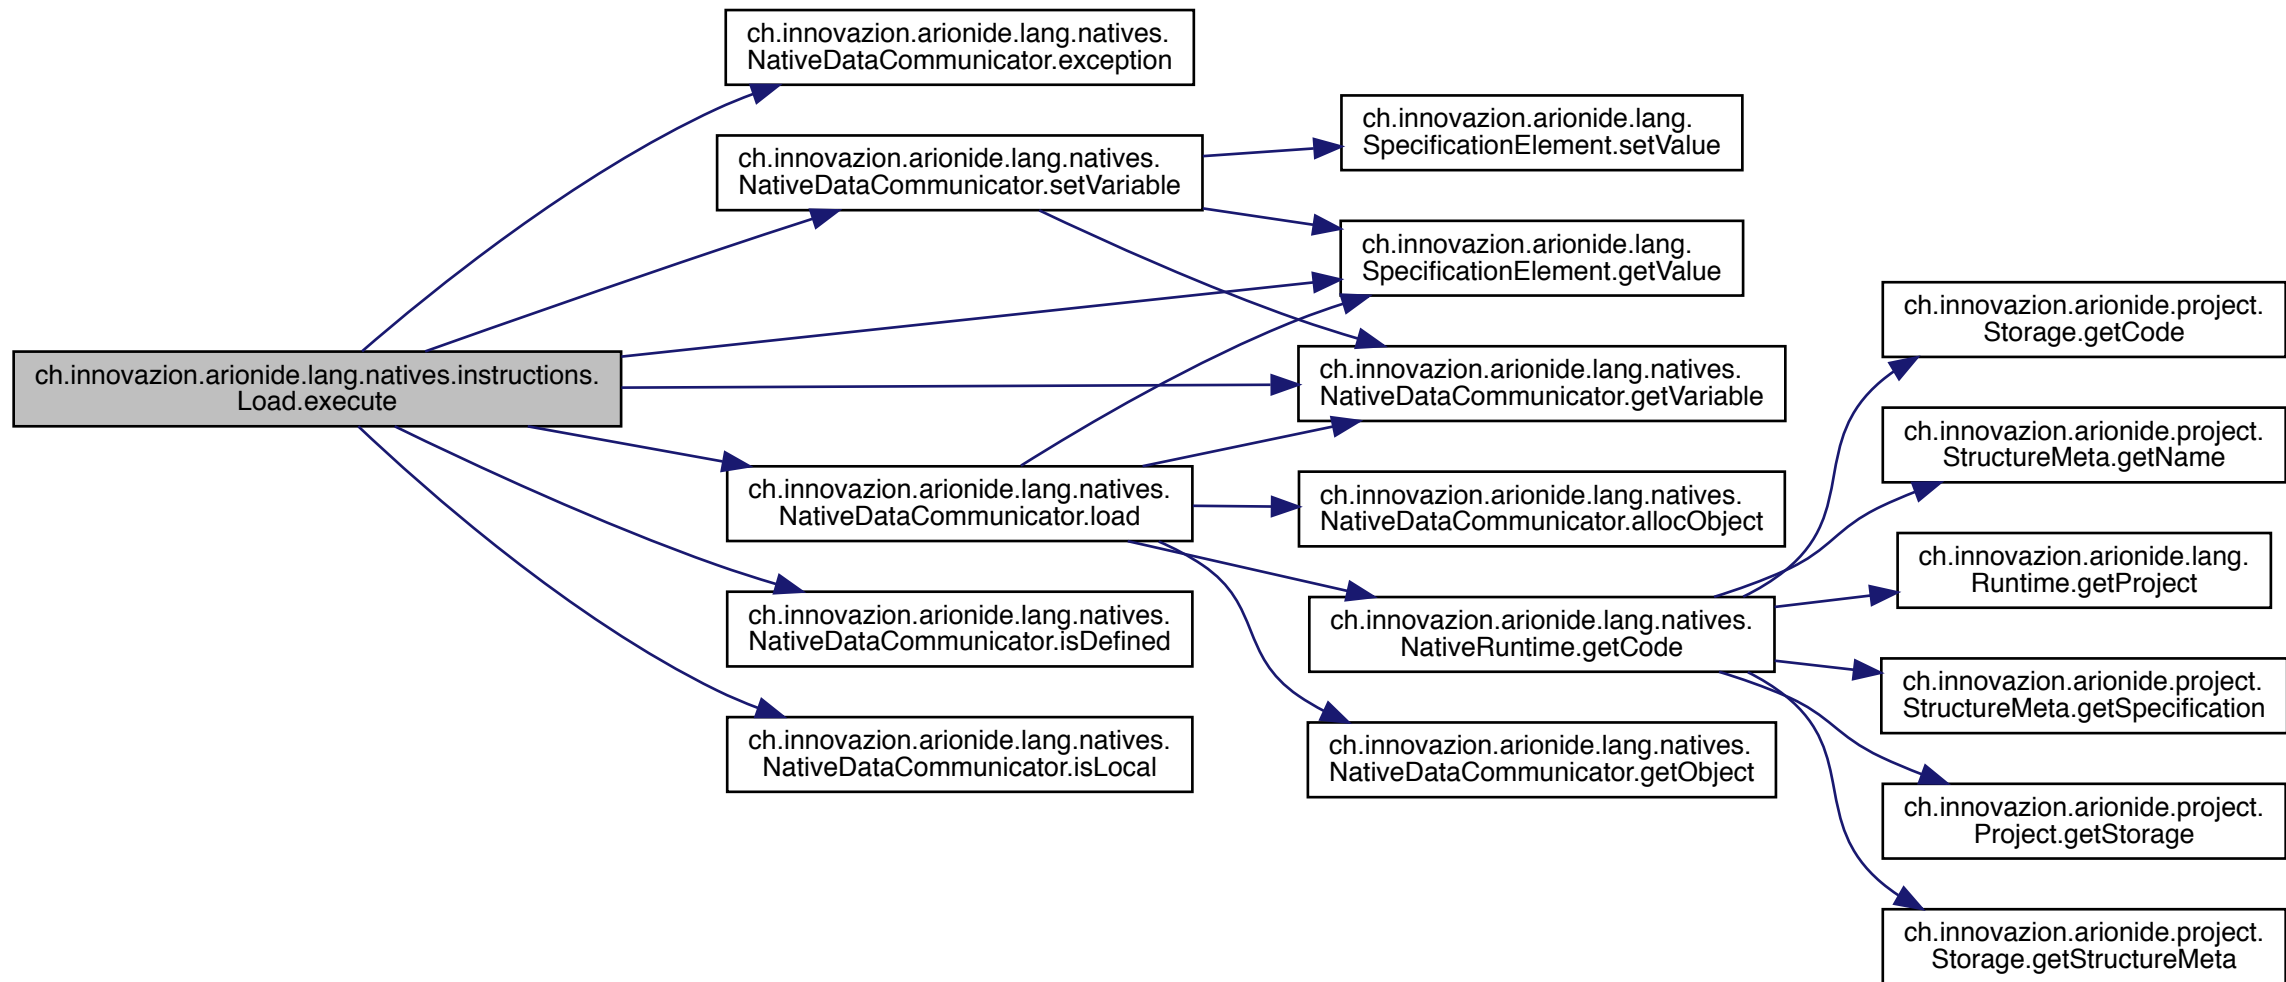 ch.innovazion.arionide.lang.natives.instructions.
Load.execute
ch.innovazion.arionide.lang.natives.
NativeDataCommunicator.exception
ch.innovazion.arionide.lang.natives.
NativeDataCommunicator.setVariable
ch.innovazion.arionide.lang.natives.
NativeDataCommunicator.load
ch.innovazion.arionide.lang.natives.
NativeDataCommunicator.isDefined
ch.innovazion.arionide.lang.natives.
NativeDataCommunicator.isLocal
ch.innovazion.arionide.lang.
SpecificationElement.setValue
ch.innovazion.arionide.lang.
SpecificationElement.getValue
ch.innovazion.arionide.lang.natives.
NativeDataCommunicator.getVariable
ch.innovazion.arionide.lang.natives.
NativeDataCommunicator.allocObject
ch.innovazion.arionide.lang.natives.
NativeRuntime.getCode
ch.innovazion.arionide.lang.natives.
NativeDataCommunicator.getObject
ch.innovazion.arionide.project.
Storage.getCode
ch.innovazion.arionide.project.
StructureMeta.getName
ch.innovazion.arionide.lang.
Runtime.getProject
ch.innovazion.arionide.project.
StructureMeta.getSpecification
ch.innovazion.arionide.project.
Project.getStorage
ch.innovazion.arionide.project.
Storage.getStructureMeta